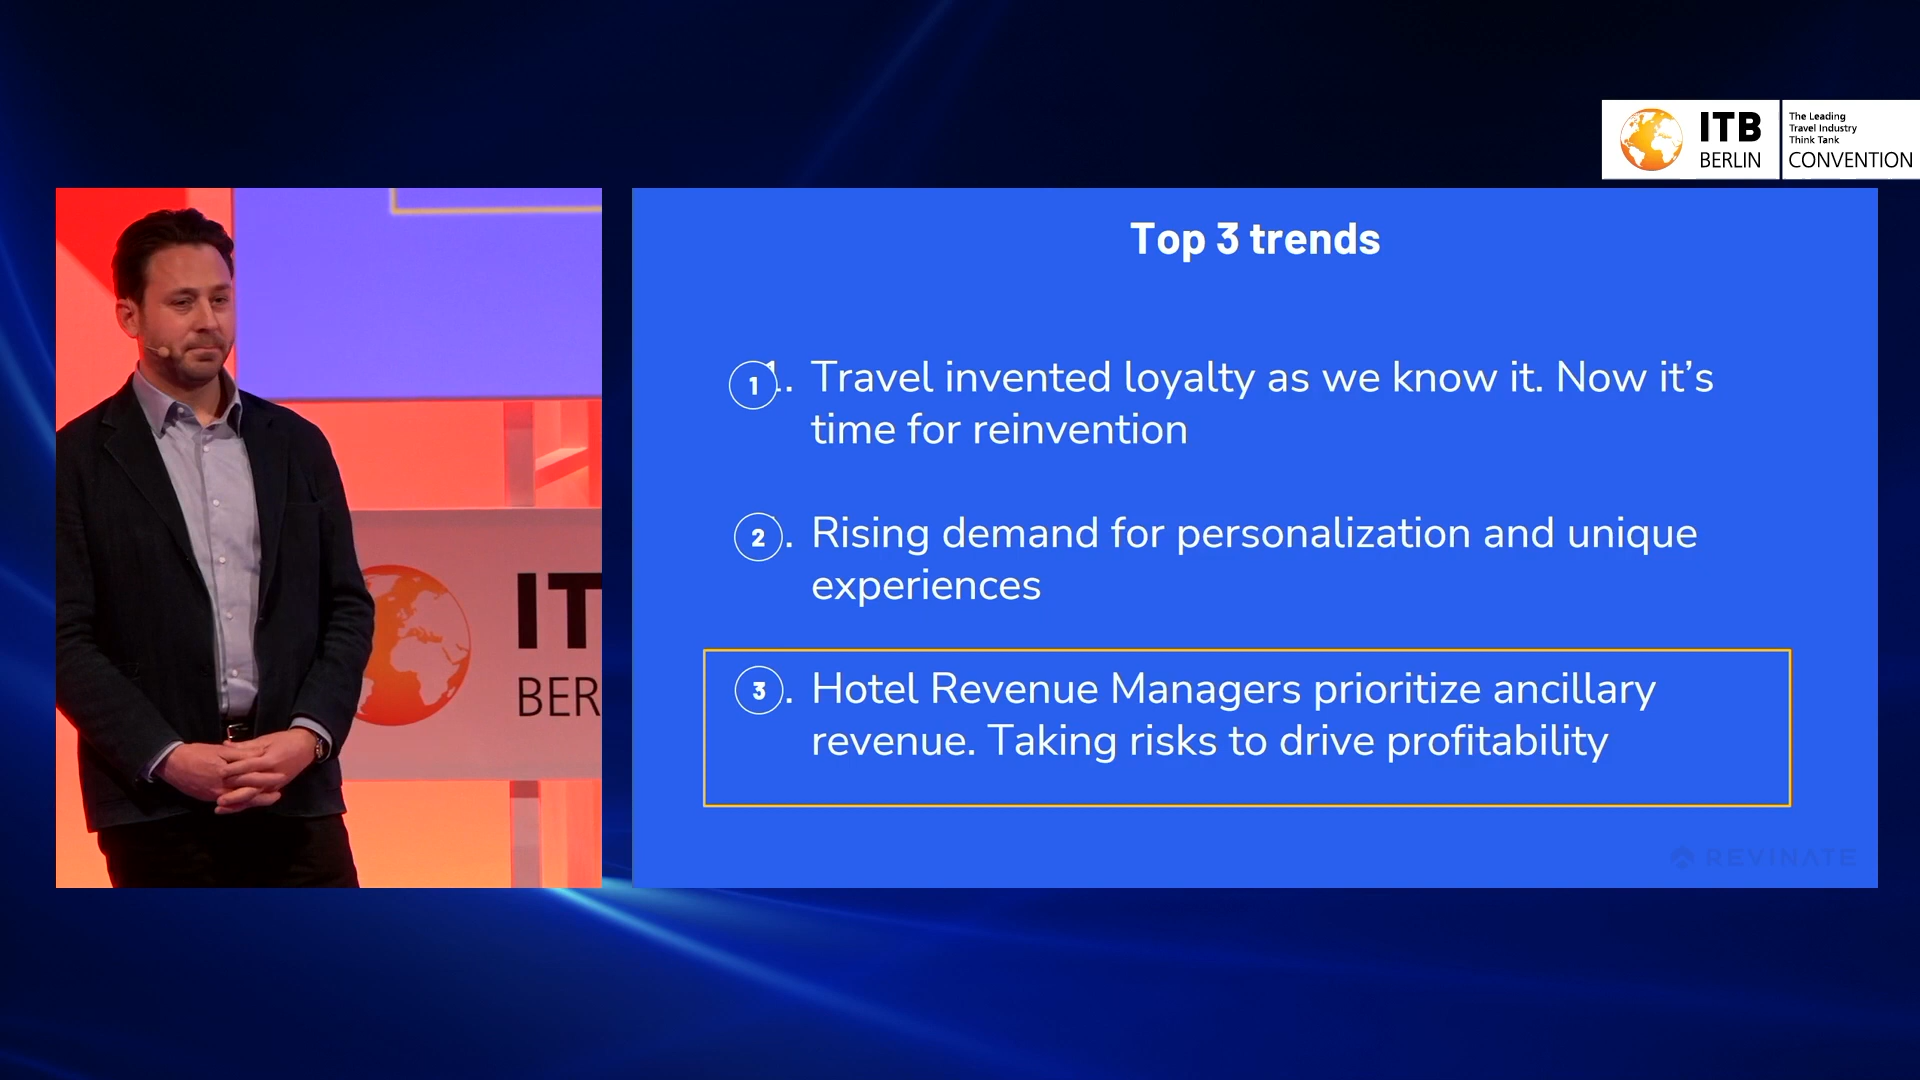 ITB
BERLIN
The Leading
Travel Industry
Think Tank
CONVENTION
Top 3 trends
1. Travel invented loyalty as we know it. Now it's
time for reinvention
2. Rising demand for personalization and unique
experiences
3. Hotel Revenue Managers prioritize ancillary
revenue. Taking risks to drive profitability
REVINATE
IT
BER